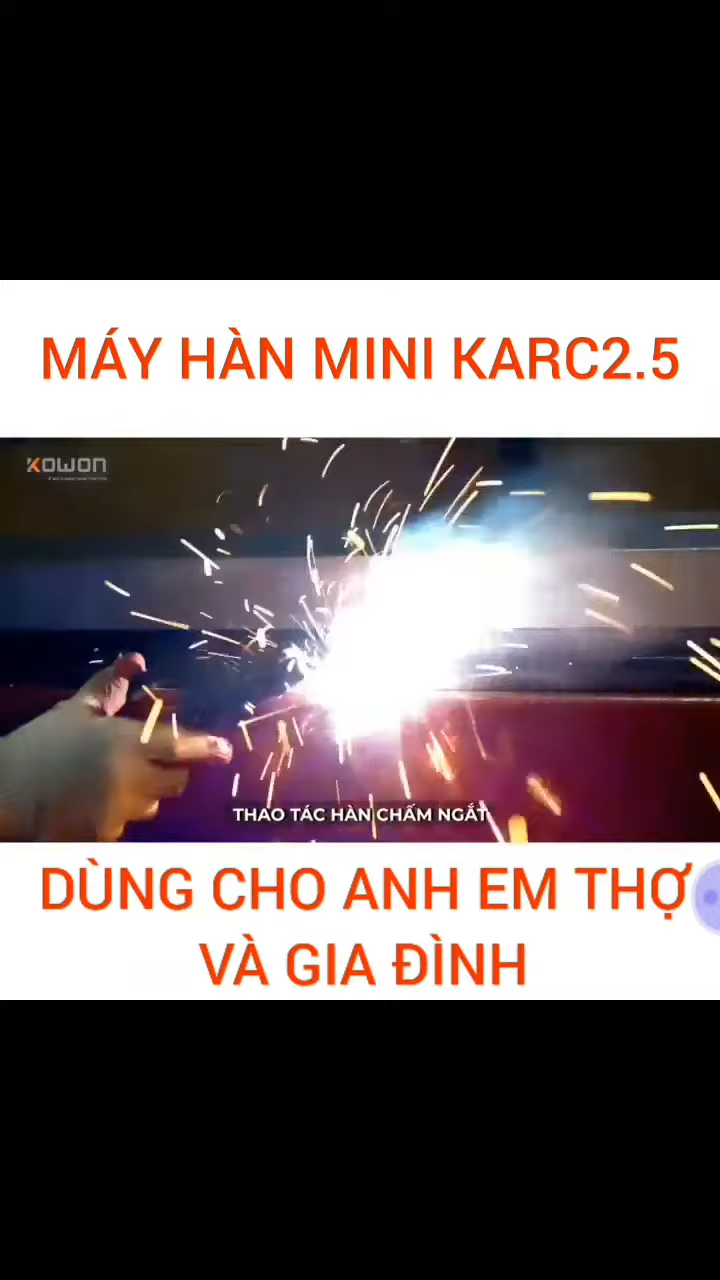 MÁY HÀN MINI KARC2.5
KOWON
THAO TÁC HÀN CHẤM NGẮT
DÙNG CHO ANH EM THỢ
VÀ GIA ĐÌNH